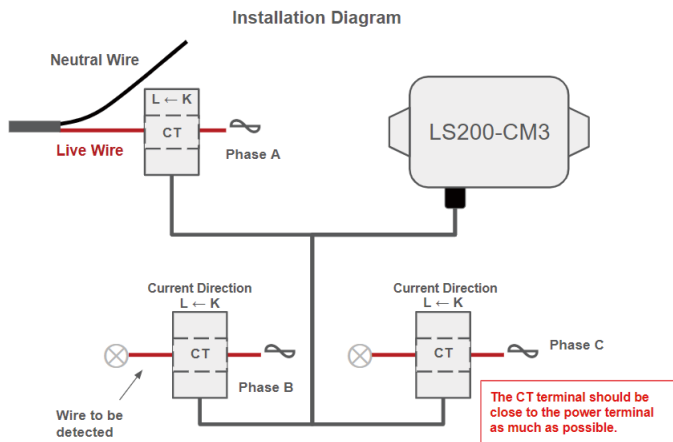 Installation Diagram
Neutral Wire
L ← K
CT
Live Wire
Phase A
LS200-CM3
Current Direction
L ← K
CT
Phase B
Wire to be
detected
Current Direction
L ← K
CT
Phase C
The CT terminal should be
close to the power terminal
as much as possible.